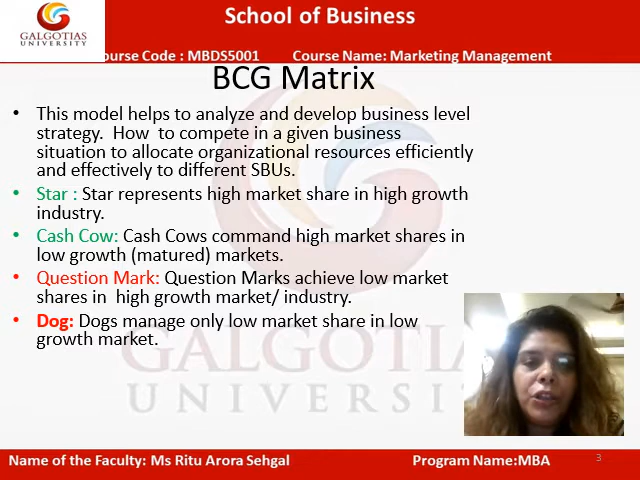 School of Business
GALGOTIAS
UNIVERSITY
ourse Code : MBDS5001 Course Name: Marketing Management
BCG Matrix
• This model helps to analyze and develop business level
strategy. How to compete in a given business
situation to allocate organizational resources efficiently
and effectively to different SBUs.
• Star : Star represents high market share in high growth
industry.
• Cash Cow: Cash Cows command high market shares in
low growth (matured) markets.
• Question Mark: Question Marks achieve low market
shares in high growth market/ industry.
• Dog: Dogs manage only low market share in low
growth market.
GALGOTIAS
UNIVERSI
Name of the Faculty: Ms Ritu Arora Sehgal Program Name:MBA 3